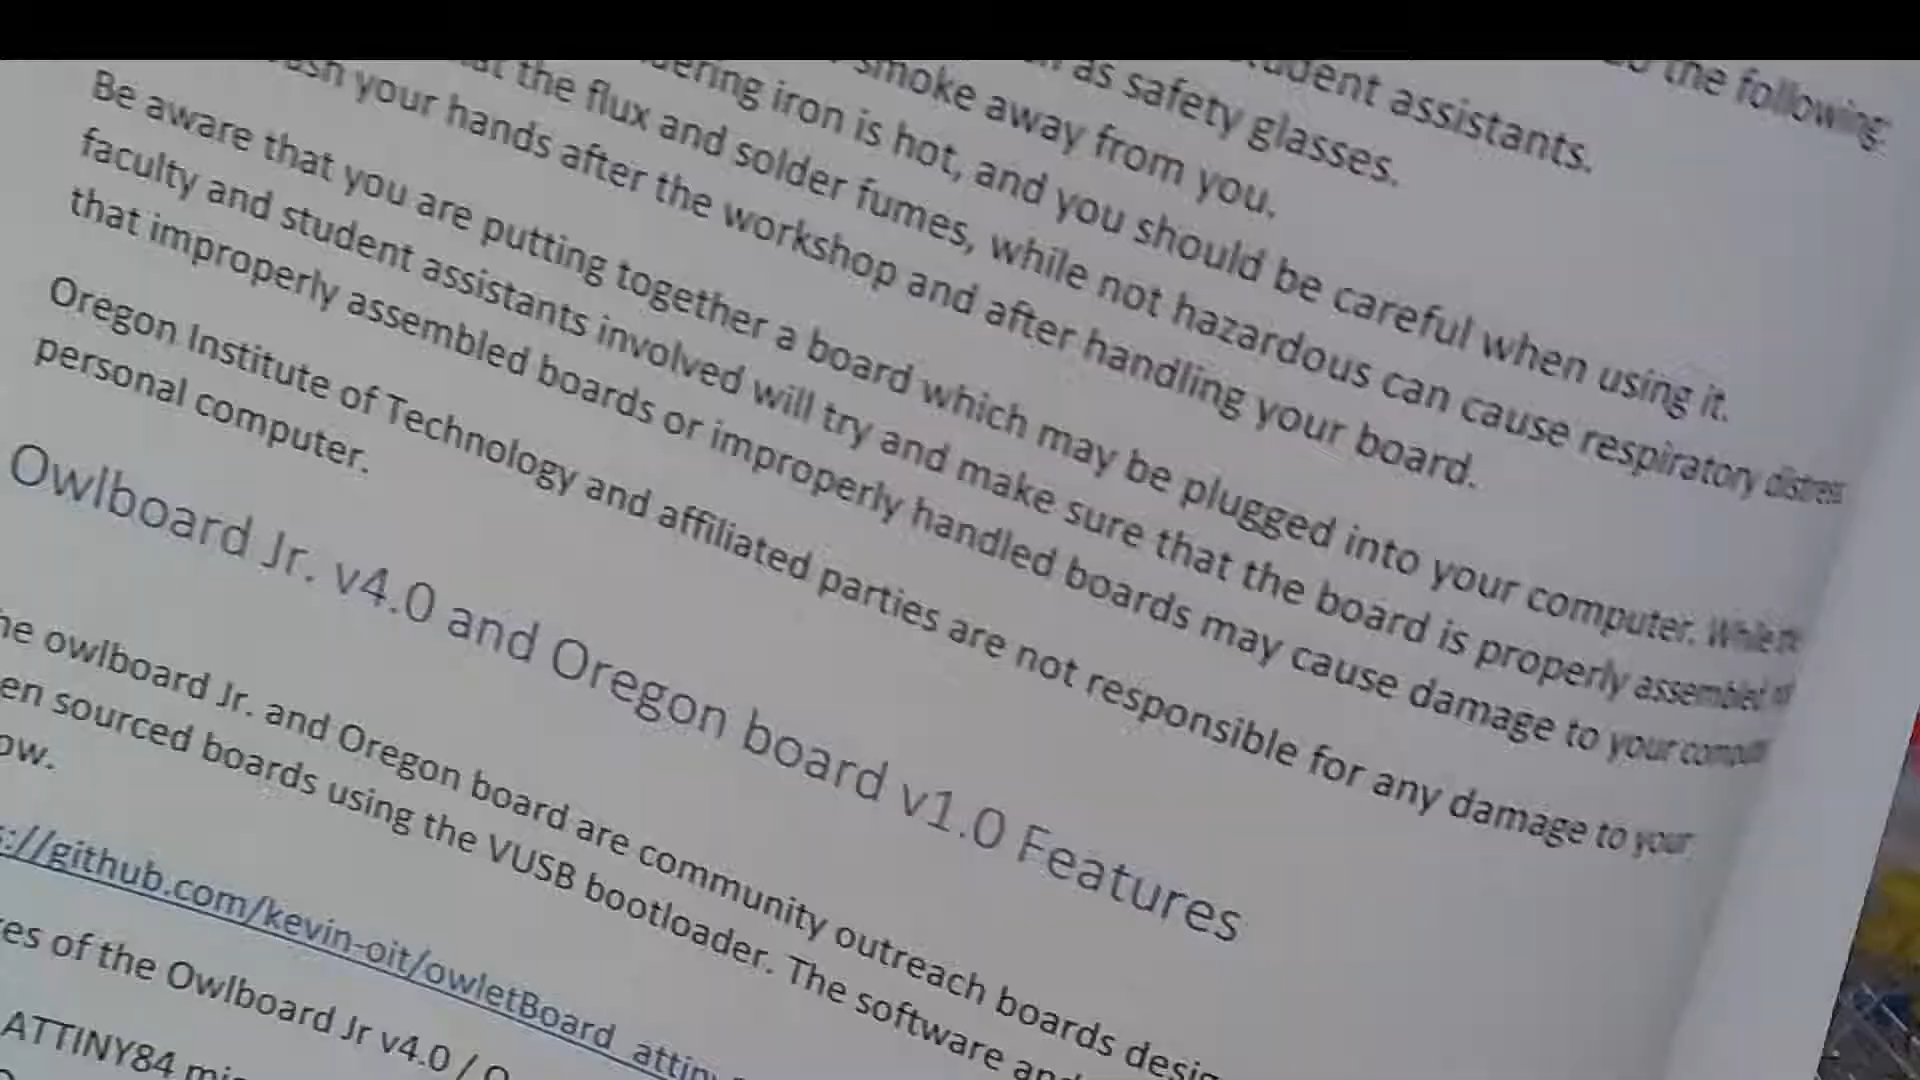 the following:
student assistants.
as safety glasses.
smoke away from you.
iron is hot, and you should be careful when using it.
the flux and solder fumes, while not hazardous can cause respiratory distress
your hands after the workshop and after handling your board.
Be aware that you are putting together a board which may be plugged into your computer. While the
faculty and student assistants involved will try and make sure that the board is properly assembled
that improperly assembled boards or improperly handled boards may cause damage to your
Oregon Institute of Technology and affiliated parties are not responsible for any damage to your
personal computer.
Owlboard Jr. v4.0 and Oregon board v1.0 Features
he owlboard Jr. and Oregon board are community outreach boards desig
en sourced boards using the VUSB bootloader. The software and
ow.
s://github.com/kevin-oit/owletBoard_attiny
es of the Owlboard Jr v4.0 / O
ATTINY84 mic